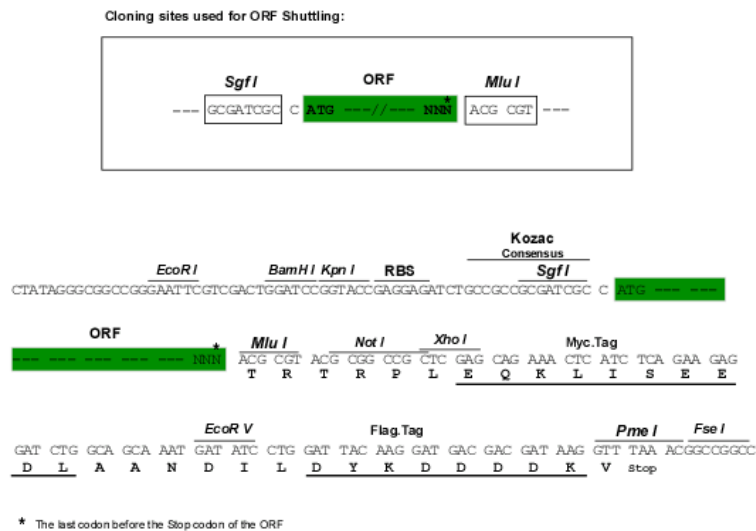 Cloning sites used for ORF Shuttling:
Sgf I ORF Mlu I
--- GCGATCGC C ATG ---//--- NNN* ACG CGT ---
Kozac
Consensus
EcoR I BamH I Kpn I RBS Sgf I
CTATAGGGCGGCCGGGAATTCGTCGACTGGATCCGGTACCGAGGAGATCTGCCGCCGCGATCGC C ATG --- ---
ORF Mlu I Not I Xho I Myc.Tag
--- --- --- --- --- --- NNN* ACG CGT ACG CGG CCG CTC GAG CAG AAA CTC ATC TCA GAA GAG
T R T R P L E Q K L I S E E
EcoR V Flag.Tag Pme I Fse I
GAT CTG GCA GCA AAT GAT ATC CTG GAT TAC AAG GAT GAC GAC GAT AAG GTT TAA ACGGCCGGCC
D L A A N D I L D Y K D D D D K V Stop
* The last codon before the Stop codon of the ORF